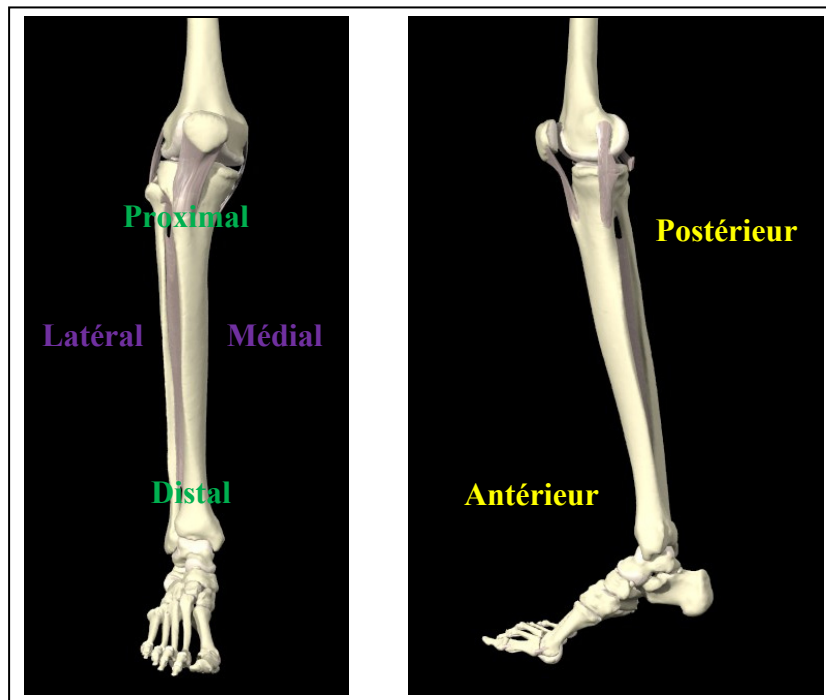 Proximal
Latéral
Médial
Distal
Postérieur
Antérieur